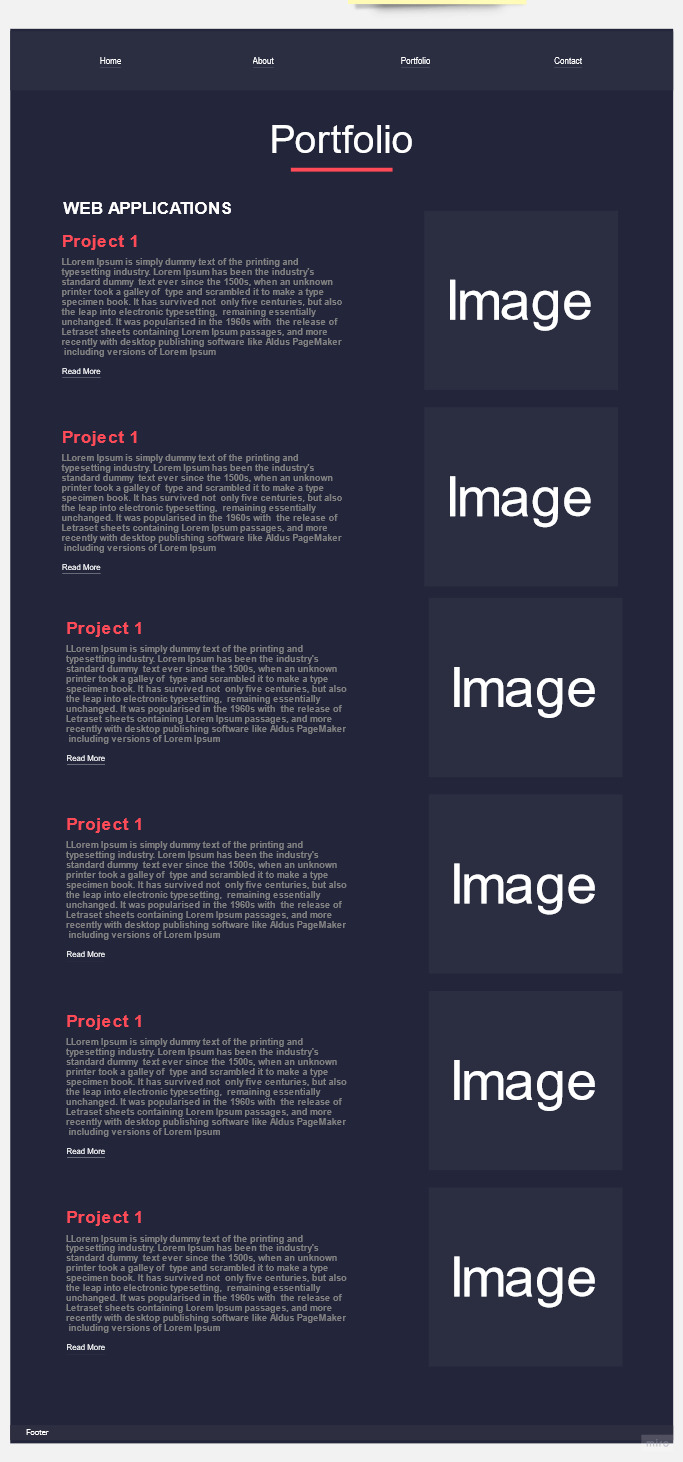 Home About Portfolio Contact
Portfolio
WEB APPLICATIONS
Project 1
LLorem Ipsum is simply dummy text of the printing and
typesetting industry. Lorem Ipsum has been the industry's
standard dummy text ever since the 1500s, when an unknown
printer took a galley of type and scrambled it to make a type
specimen book. It has survived not only five centuries, but also
the leap into electronic typesetting, remaining essentially
unchanged. It was popularised in the 1960s with the release of
Letraset sheets containing Lorem Ipsum passages, and more
recently with desktop publishing software like Aldus PageMaker
including versions of Lorem Ipsum
Read More
Image
Project 1
LLorem Ipsum is simply dummy text of the printing and
typesetting industry. Lorem Ipsum has been the industry's
standard dummy text ever since the 1500s, when an unknown
printer took a galley of type and scrambled it to make a type
specimen book. It has survived not only five centuries, but also
the leap into electronic typesetting, remaining essentially
unchanged. It was popularised in the 1960s with the release of
Letraset sheets containing Lorem Ipsum passages, and more
recently with desktop publishing software like Aldus PageMaker
including versions of Lorem Ipsum
Read More
Image
Project 1
LLorem Ipsum is simply dummy text of the printing and
typesetting industry. Lorem Ipsum has been the industry's
standard dummy text ever since the 1500s, when an unknown
printer took a galley of type and scrambled it to make a type
specimen book. It has survived not only five centuries, but also
the leap into electronic typesetting, remaining essentially
unchanged. It was popularised in the 1960s with the release of
Letraset sheets containing Lorem Ipsum passages, and more
recently with desktop publishing software like Aldus PageMaker
including versions of Lorem Ipsum
Read More
Image
Project 1
LLorem Ipsum is simply dummy text of the printing and
typesetting industry. Lorem Ipsum has been the industry's
standard dummy text ever since the 1500s, when an unknown
printer took a galley of type and scrambled it to make a type
specimen book. It has survived not only five centuries, but also
the leap into electronic typesetting, remaining essentially
unchanged. It was popularised in the 1960s with the release of
Letraset sheets containing Lorem Ipsum passages, and more
recently with desktop publishing software like Aldus PageMaker
including versions of Lorem Ipsum
Read More
Image
Project 1
LLorem Ipsum is simply dummy text of the printing and
typesetting industry. Lorem Ipsum has been the industry's
standard dummy text ever since the 1500s, when an unknown
printer took a galley of type and scrambled it to make a type
specimen book. It has survived not only five centuries, but also
the leap into electronic typesetting, remaining essentially
unchanged. It was popularised in the 1960s with the release of
Letraset sheets containing Lorem Ipsum passages, and more
recently with desktop publishing software like Aldus PageMaker
including versions of Lorem Ipsum
Read More
Image
Project 1
LLorem Ipsum is simply dummy text of the printing and
typesetting industry. Lorem Ipsum has been the industry's
standard dummy text ever since the 1500s, when an unknown
printer took a galley of type and scrambled it to make a type
specimen book. It has survived not only five centuries, but also
the leap into electronic typesetting, remaining essentially
unchanged. It was popularised in the 1960s with the release of
Letraset sheets containing Lorem Ipsum passages, and more
recently with desktop publishing software like Aldus PageMaker
including versions of Lorem Ipsum
Read More
Image
Footer
miro